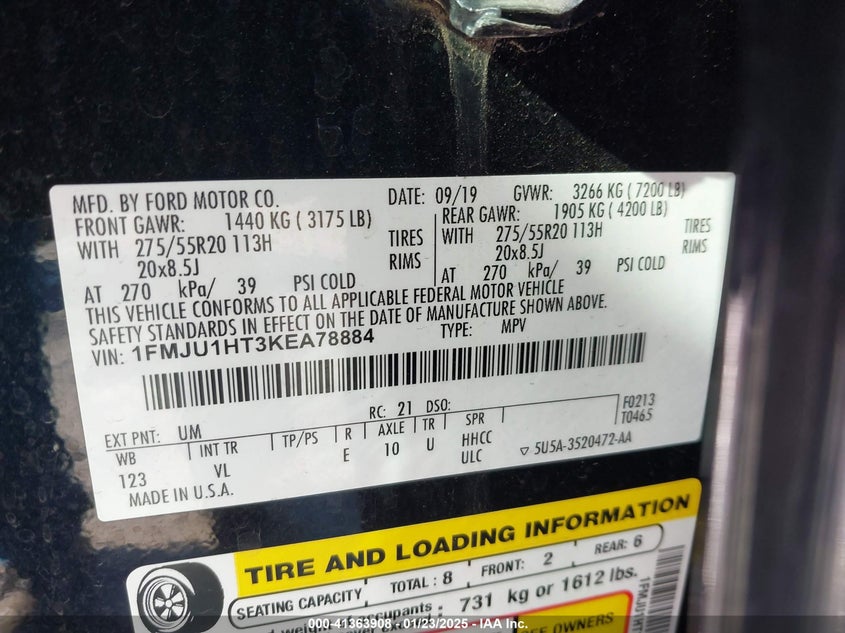 MFD. BY FORD MOTOR CO. DATE: 09/19 GVWR: 3266 KG ( 7200 LB)
FRONT GAWR: 1440 KG ( 3175 LB) REAR GAWR: 1905 KG ( 4200 LB)
WITH 275/55R20 113H TIRES WITH 275/55R20 113H TIRES
20x8.5J RIMS 20x8.5J RIMS
AT 270 kPa/ 39 PSI COLD AT 270 kPa/ 39 PSI COLD
THIS VEHICLE CONFORMS TO ALL APPLICABLE FEDERAL MOTOR VEHICLE
SAFETY STANDARDS IN EFFECT ON THE DATE OF MANUFACTURE SHOWN ABOVE.
VIN: 1FMJU1HT3KEA78884 TYPE: MPV
RC: 21 DSO: F0213
EXT PNT: UM T0465
WB INT TR TP/PS R AXLE TR SPR
123 VL E 10 U HHCC
ULC ▽ 5U5A-3520472-AA
MADE IN U.S.A.
TIRE AND LOADING INFORMATION
SEATING CAPACITY TOTAL : 8 FRONT: 2 REAR: 6
731 kg or 1612 lbs.
SEE OWNERS
000-41363908 - 01/23/2025 - IAA Inc.